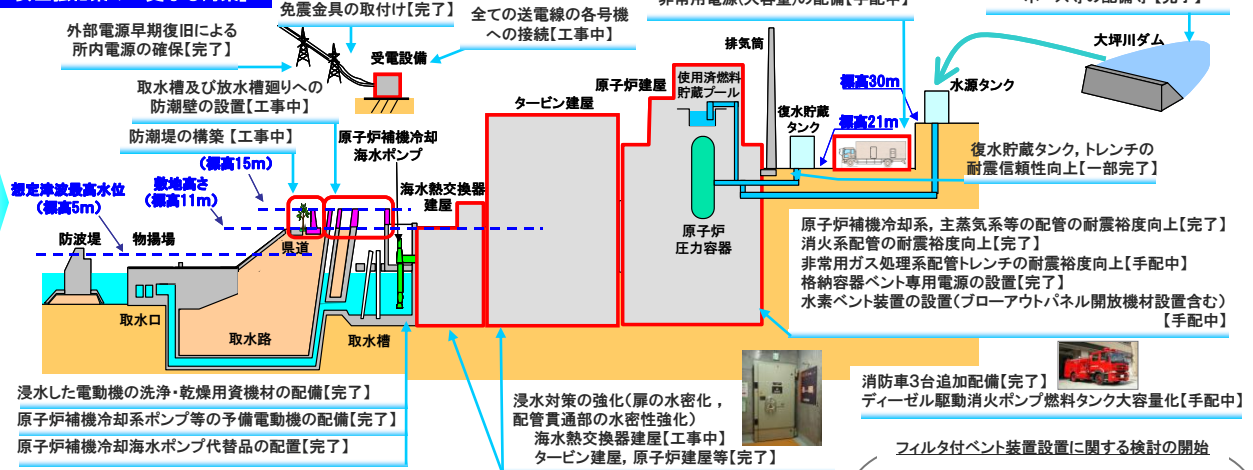 免震金具の取付け【完了】
全ての送電線の各号機
への接続【工事中】
外部電源早期復旧による
所内電源の確保【完了】
受電設備
取水槽及び放水槽廻りへの
防潮壁の設置【工事中】
防潮堤の構築【工事中】
(標高15m)
原子炉補機冷却
海水ポンプ
想定津波最高水位
(標高5m)
敷地高さ
(標高11m)
防波堤
物揚場
県道
取水口
取水路
取水槽
海水熱交換器
建屋
タービン建屋
原子炉建屋
使用済燃料
貯蔵プール
原子炉
圧力容器
排気筒
復水貯蔵
タンク
標高30m
標高21m
水源タンク
大坪川ダム
復水貯蔵タンク,トレンチの
耐震信頼性向上【一部完了】
原子炉補機冷却系,主蒸気系等の配管の耐震裕度向上【完了】
消火系配管の耐震裕度向上【完了】
非常用ガス処理系配管トレンチの耐震裕度向上【手配中】
格納容器ベント専用電源の設置【完了】
水素ベント装置の設置(ブローアウトパネル開放機材設置含む)
【手配中】
浸水した電動機の洗浄・乾燥用資機材の配備【完了】
原子炉補機冷却系ポンプ等の予備電動機の配備【完了】
原子炉補機冷却海水ポンプ代替品の配置【完了】
浸水対策の強化(扉の水密化,
配管貫通部の水密性強化)
海水熱交換器建屋【工事中】
タービン建屋,原子炉建屋等【完了】
消防車3台追加配備【完了】
ディーゼル駆動消火ポンプ燃料タンク大容量化【手配中】
フィルタ付ベント装置設置に関する検討の開始